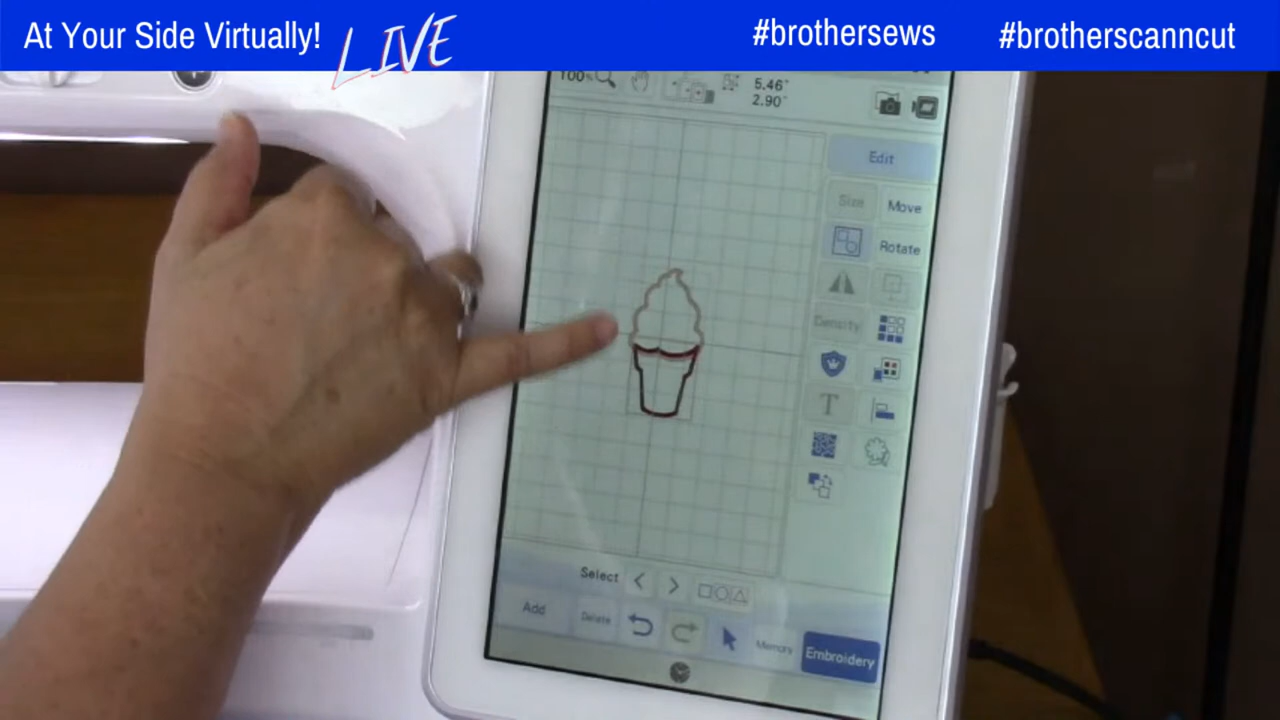 At Your Side Virtually! LIVE
#brothersews
#brotherscanncut
100%
5.46"
2.90"
Edit
Size
Move
Rotate
Density
T
Select
Add
Delete
Memory
Embroidery